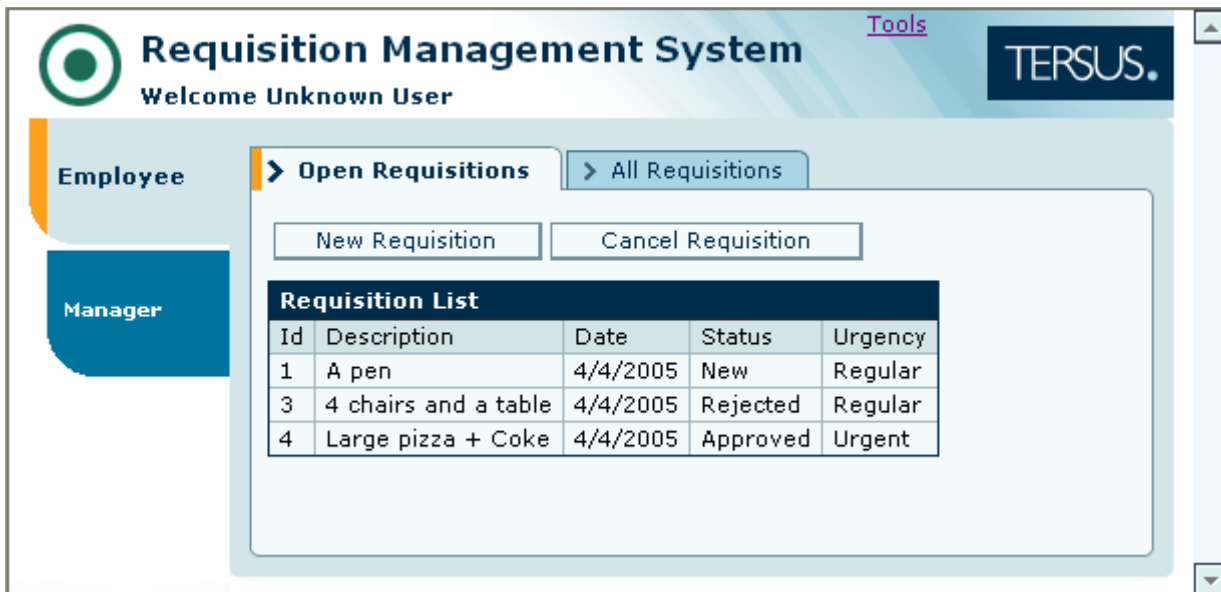 Tools
Requisition Management System
TERSUS.
Welcome Unknown User
Employee
> Open Requisitions > All Requisitions
New Requisition Cancel Requisition
Manager
Requisition List
Id Description Date Status Urgency
1 A pen 4/4/2005 New Regular
3 4 chairs and a table 4/4/2005 Rejected Regular
4 Large pizza + Coke 4/4/2005 Approved Urgent